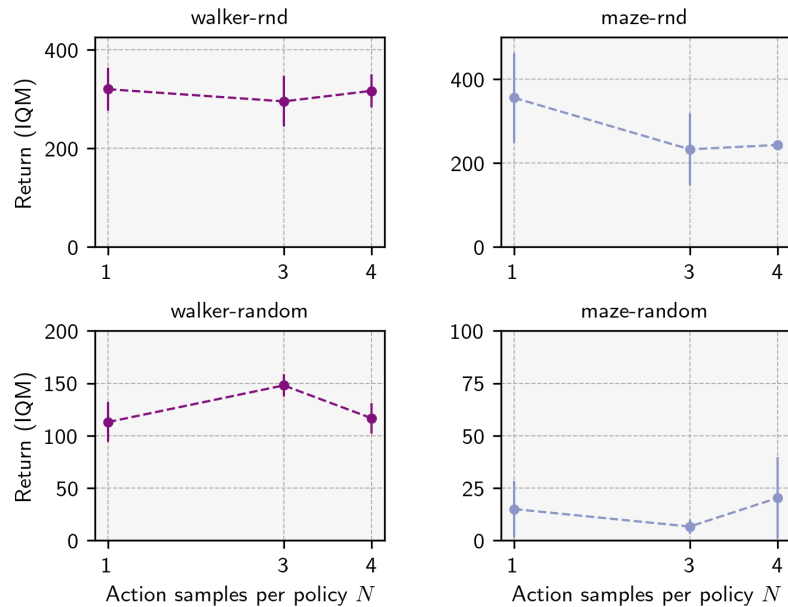 walker-rnd
Return (IQM)
400
200
0
1 3 4
maze-rnd
400
200
0
1 3 4
walker-random
Return (IQM)
200
150
100
50
0
1 3 4
Action samples per policy N
maze-random
100
75
50
25
0
1 3 4
Action samples per policy N